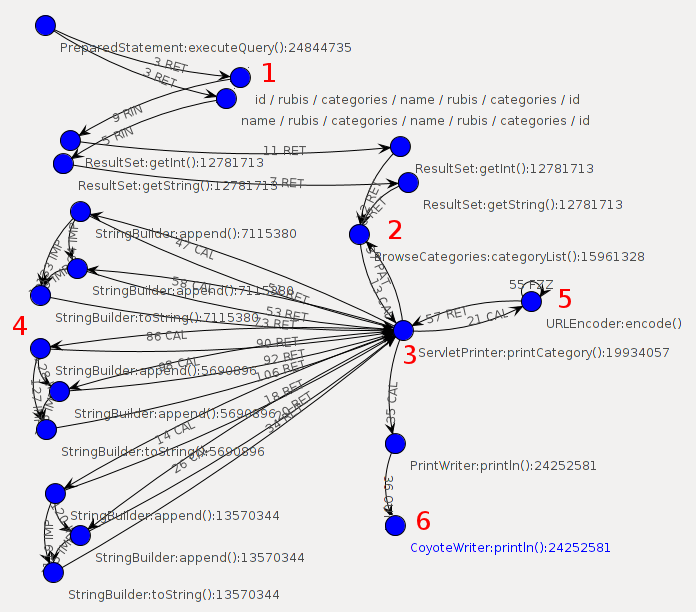 PreparedStatement:executeQuery():24844735
3 RET
1
3 RET
id / rubis / categories / name / rubis / categories / id
9 RIN
name / rubis / categories / name / rubis / categories / id
5 RIN
11 RET
ResultSet:getInt():12781713
ResultSet:getInt():12781713
7 RET
ResultSet:getString():12781713
ResultSet:getString():12781713
2
StringBuilder:append():7115380
47 CAL
BrowseCategories:categoryList():15961328
58 CAL
StringBuilder:append():7115380
55 FZZ
5
53 RET
StringBuilder:toString():7115380
73 RET
57 RET
21 CAL
URLEncoder:encode()
4
86 CAL
90 RET
3
ServletPrinter:printCategory():19934057
92 RET
98 CAL
StringBuilder:append():5690896
106 RET
35 CAL
18 RET
StringBuilder:append():5690896
14 CAL
StringBuilder:toString():5690896
26 CAL
PrintWriter:println():24252581
StringBuilder:append():13570344
6
CoyoteWriter:println():24252581
StringBuilder:append():13570344
StringBuilder:toString():13570344